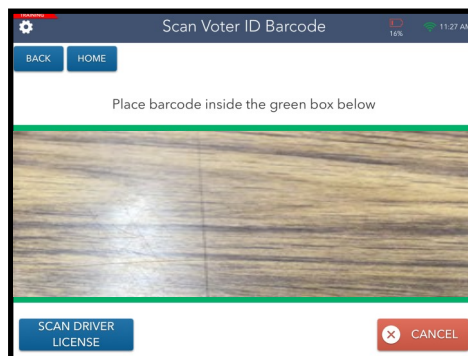 TRAINING
Scan Voter ID Barcode
16%
11:27 AM
BACK
HOME
Place barcode inside the green box below
SCAN DRIVER
LICENSE
CANCEL